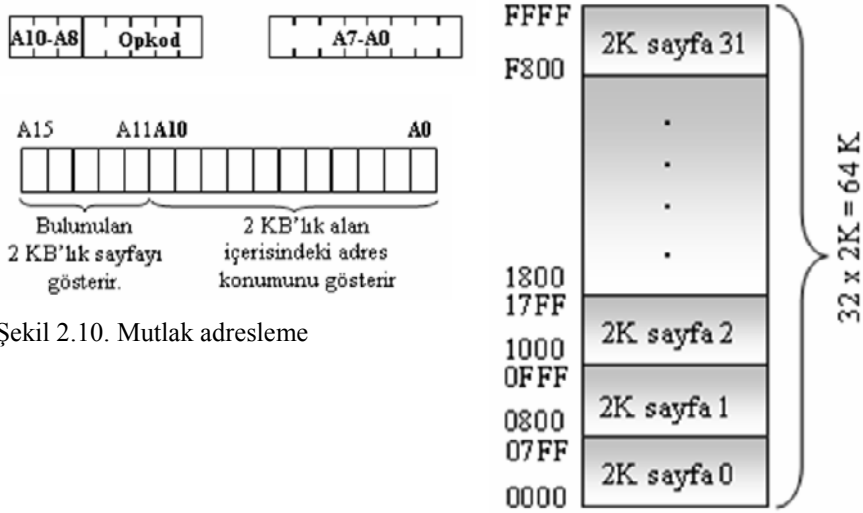 A10-A8 Opkod
A7-A0
A15 A11 A10 A0
Bulunulan
2 KB'lık sayfayı
gösterir.
2 KB'lık alan
içerisindeki adres
konumunu gösterir
Şekil 2.10. Mutlak adresleme
FFFF
2K sayfa 31
F800
1800
17FF
2K sayfa 2
1000
0FFF
2K sayfa 1
0800
07FF
2K sayfa 0
0000
32 x 2K = 64 K